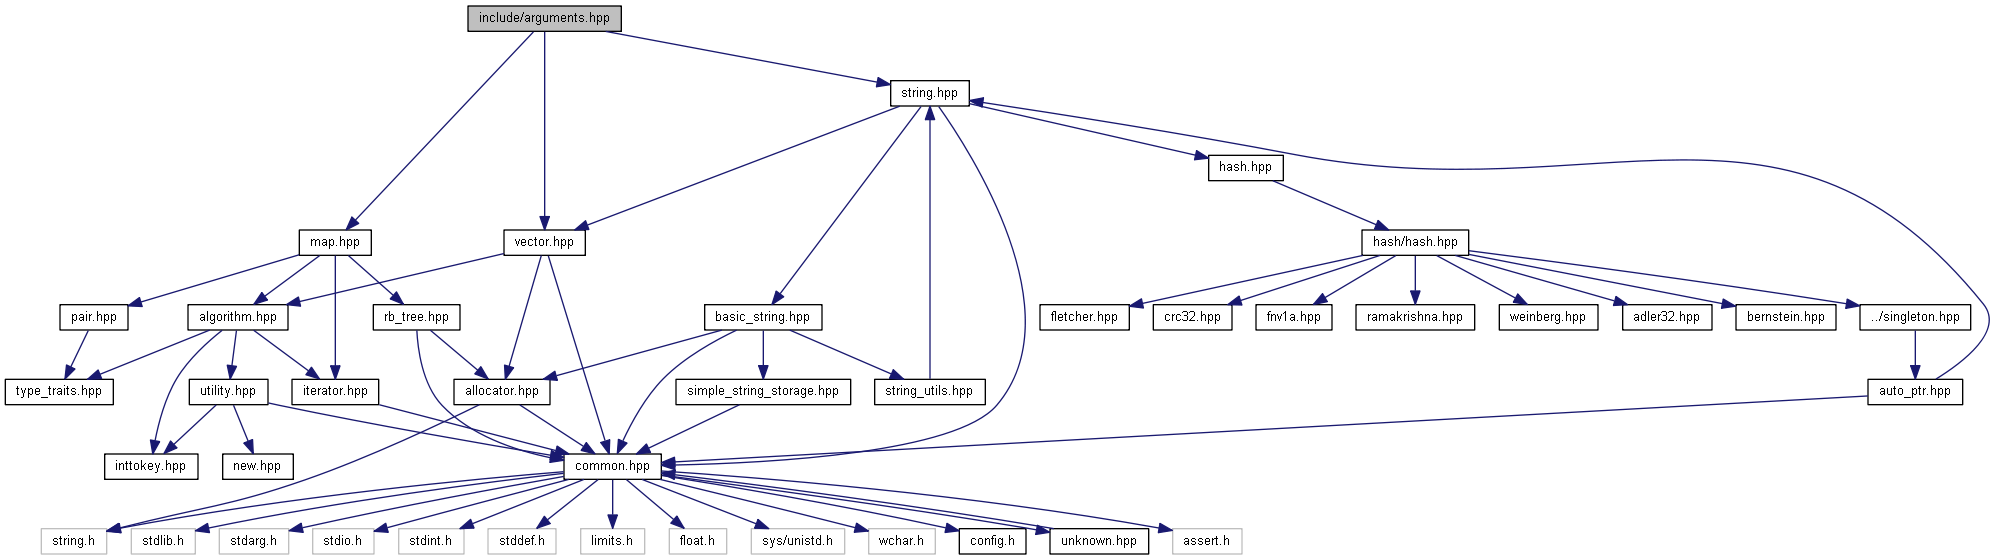 include/arguments.hpp
string.hpp
hash.hpp
map.hpp
vector.hpp
hash/hash.hpp
pair.hpp
algorithm.hpp
rb_tree.hpp
basic_string.hpp
fletcher.hpp
crc32.hpp
fnv1a.hpp
ramakrishna.hpp
weinberg.hpp
adler32.hpp
bernstein.hpp
../singleton.hpp
type_traits.hpp
utility.hpp
iterator.hpp
allocator.hpp
simple_string_storage.hpp
string_utils.hpp
auto_ptr.hpp
inttokey.hpp
new.hpp
common.hpp
string.h
stdlib.h
stdarg.h
stdio.h
stdint.h
stddef.h
limits.h
float.h
sys/unistd.h
wchar.h
config.h
unknown.hpp
assert.h